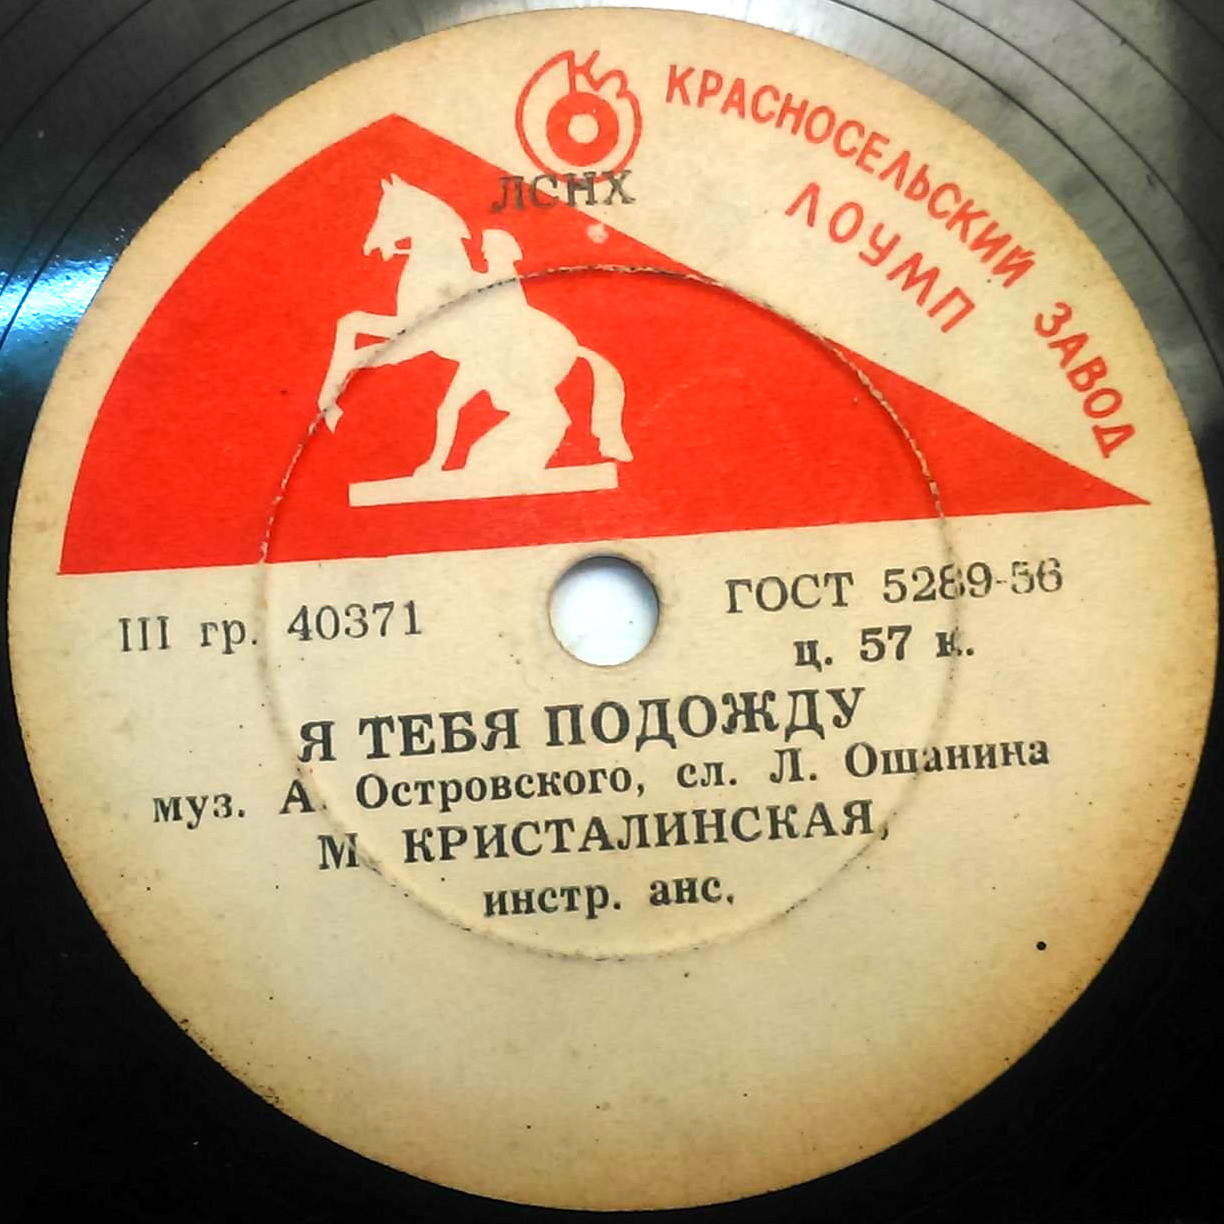 КРАСНОСЕЛЬСКИЙ ЗАВОД
ЛОУМП
ЛСНХ
III гр. 40371
ГОСТ 5289-56
ц. 57 к.
Я ТЕБЯ ПОДОЖДУ
муз. А. Островского, сл. Л. Ошанина
М. КРИСТАЛИНСКАЯ,
инстр. анс.